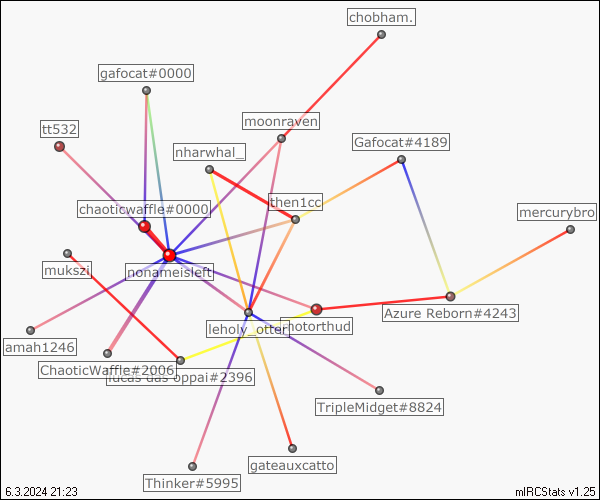 chobham.
gafocat#0000
tt532
moonraven
Gafocat#4189
nharwhal_
then1cc
chaoticwaffle#0000
mercurybro
nonameisleft
mukszi
leholy_otter
motorthud
Azure Reborn#4243
amah1246
ChaoticWaffle#2006
lucas das oppai#2396
TripleMidget#8824
gateauxcatto
Thinker#5995
6.3.2024 21:23
mIRCStats v1.25